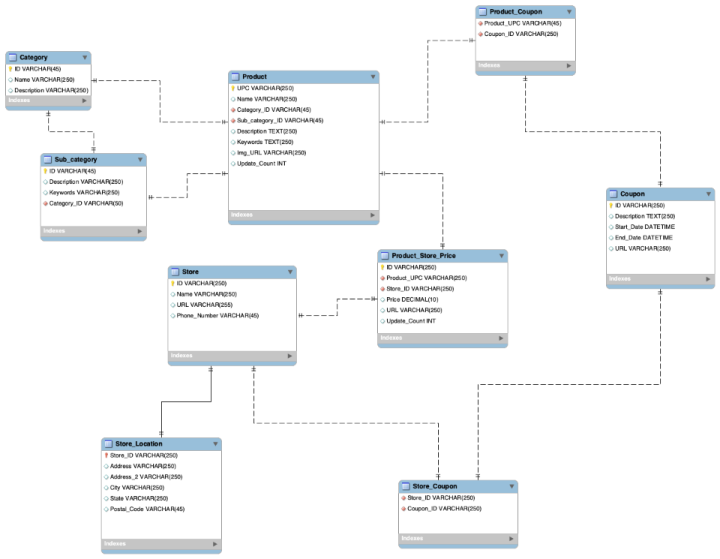 Product_Coupon
Product_UPC VARCHAR(45)
Coupon_ID VARCHAR(250)
Indexes
Category
ID VARCHAR(45)
Name VARCHAR(250)
Description VARCHAR(250)
Indexes
Product
UPC VARCHAR(250)
Name VARCHAR(250)
Category_ID VARCHAR(45)
Sub_category_ID VARCHAR(45)
Description TEXT(250)
Keywords TEXT(250)
Img_URL VARCHAR(250)
Update_Count INT
Indexes
Sub_category
ID VARCHAR(45)
Description VARCHAR(250)
Keywords VARCHAR(250)
Category_ID VARCHAR(50)
Indexes
Coupon
ID VARCHAR(250)
Description TEXT(250)
Start_Date DATETIME
End_Date DATETIME
URL VARCHAR(250)
Indexes
Product_Store_Price
ID VARCHAR(250)
Product_UPC VARCHAR(250)
Store_ID VARCHAR(250)
Price DECIMAL(10)
URL VARCHAR(250)
Update_Count INT
Indexes
Store
ID VARCHAR(250)
Name VARCHAR(250)
URL VARCHAR(255)
Phone_Number VARCHAR(45)
Indexes
Store_Location
Store_ID VARCHAR(250)
Address VARCHAR(250)
Address_2 VARCHAR(250)
City VARCHAR(250)
State VARCHAR(250)
Postal_Code VARCHAR(45)
Indexes
Store_Coupon
Store_ID VARCHAR(250)
Coupon_ID VARCHAR(250)
Indexes